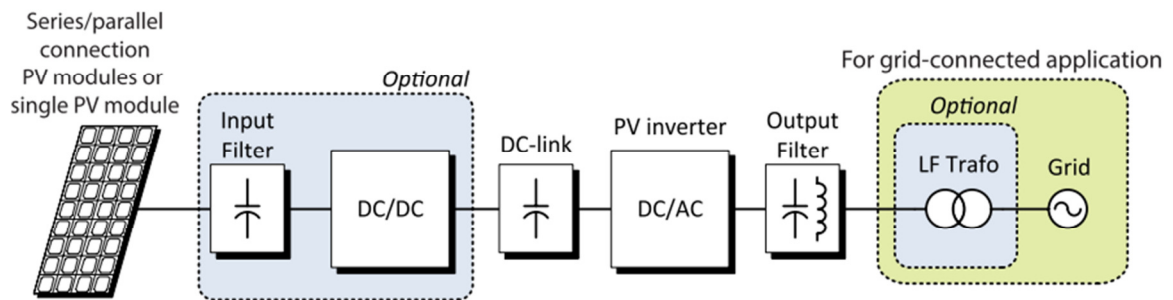 Series/parallel
connection
PV modules or
single PV module
Optional
Input
Filter
DC/DC
DC-link
PV inverter
DC/AC
Output
Filter
For grid-connected application
Optional
LF Trafo
Grid